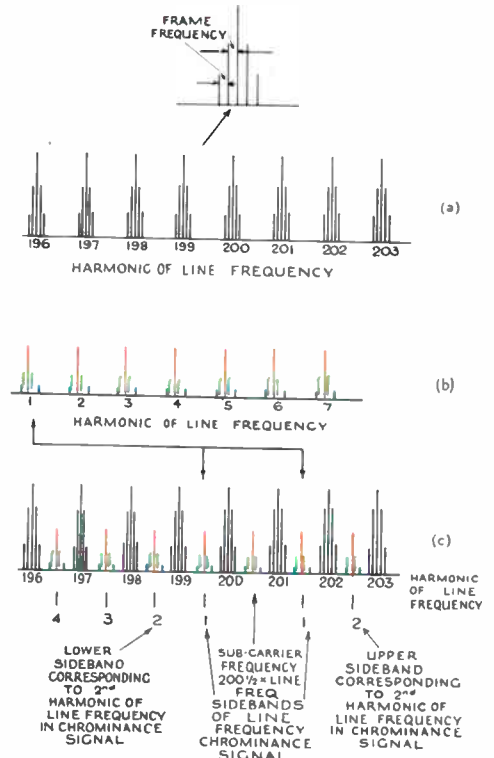 FRAME
FREQUENCY
(a)
196 197 198 199 200 201 202 203
HARMONIC OF LINE FREQUENCY
(b)
1 2 3 4 5 6 7
HARMONIC OF LINE FREQUENCY
(c)
196 197 198 199 200 201 202 203
HARMONIC
OF LINE
FREQUENCY
4 3 2 1 1 2
LOWER
SIDEBAND
CORRESPONDING
TO 2nd
HARMONIC OF
LINE FREQUENCY
IN CHROMINANCE
SIGNAL
SUB-CARRIER
FREQUENCY
200 1/2 × LINE
FREQ
SIDEBANDS
OF LINE
FREQUENCY
CHROMINANCE
SIGNAL
UPPER
SIDEBAND
CORRESPONDING
TO 2nd
HARMONIC OF
LINE FREQUENCY
IN CHROMINANCE
SIGNAL